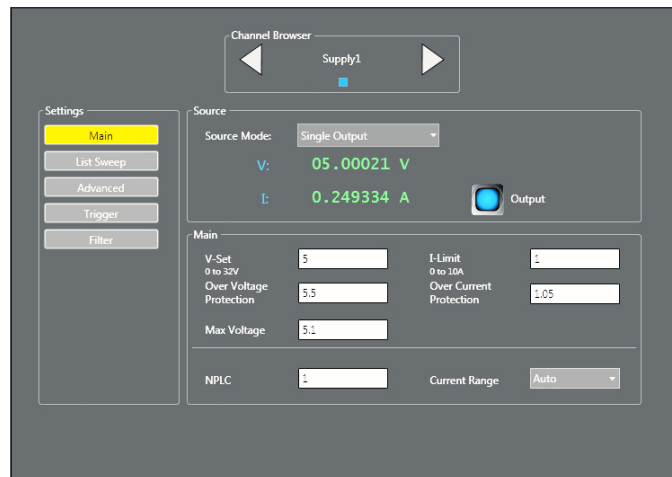 Channel Browser
Supply1
Settings
Main
List Sweep
Advanced
Trigger
Filter
Source
Source Mode: Single Output
V: 05.00021 V
I: 0.249334 A
Output
Main
V-Set 5 I-Limit 1
0 to 32V 0 to 10A
Over Voltage Protection 5.5 Over Current Protection 1.05
Max Voltage 5.1
NPLC 1 Current Range Auto